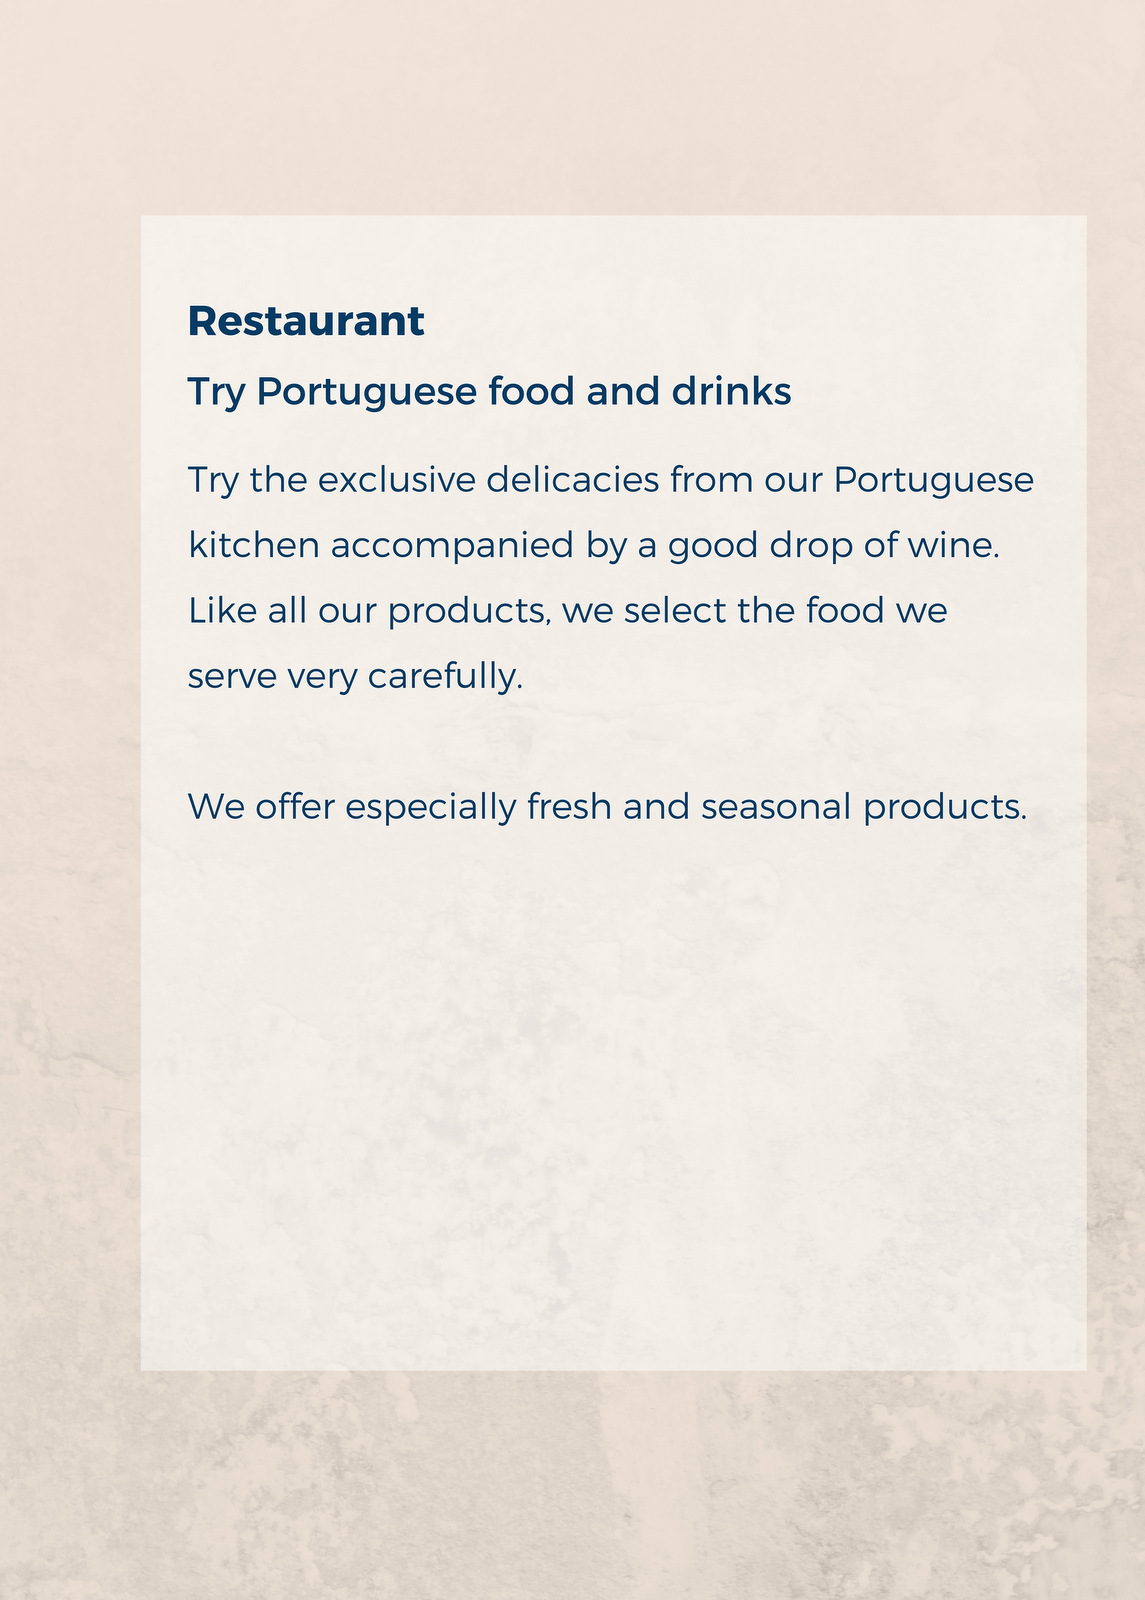 Restaurant
Try Portuguese food and drinks
Try the exclusive delicacies from our Portuguese
kitchen accompanied by a good drop of wine.
Like all our products, we select the food we
serve very carefully.
We offer especially fresh and seasonal products.